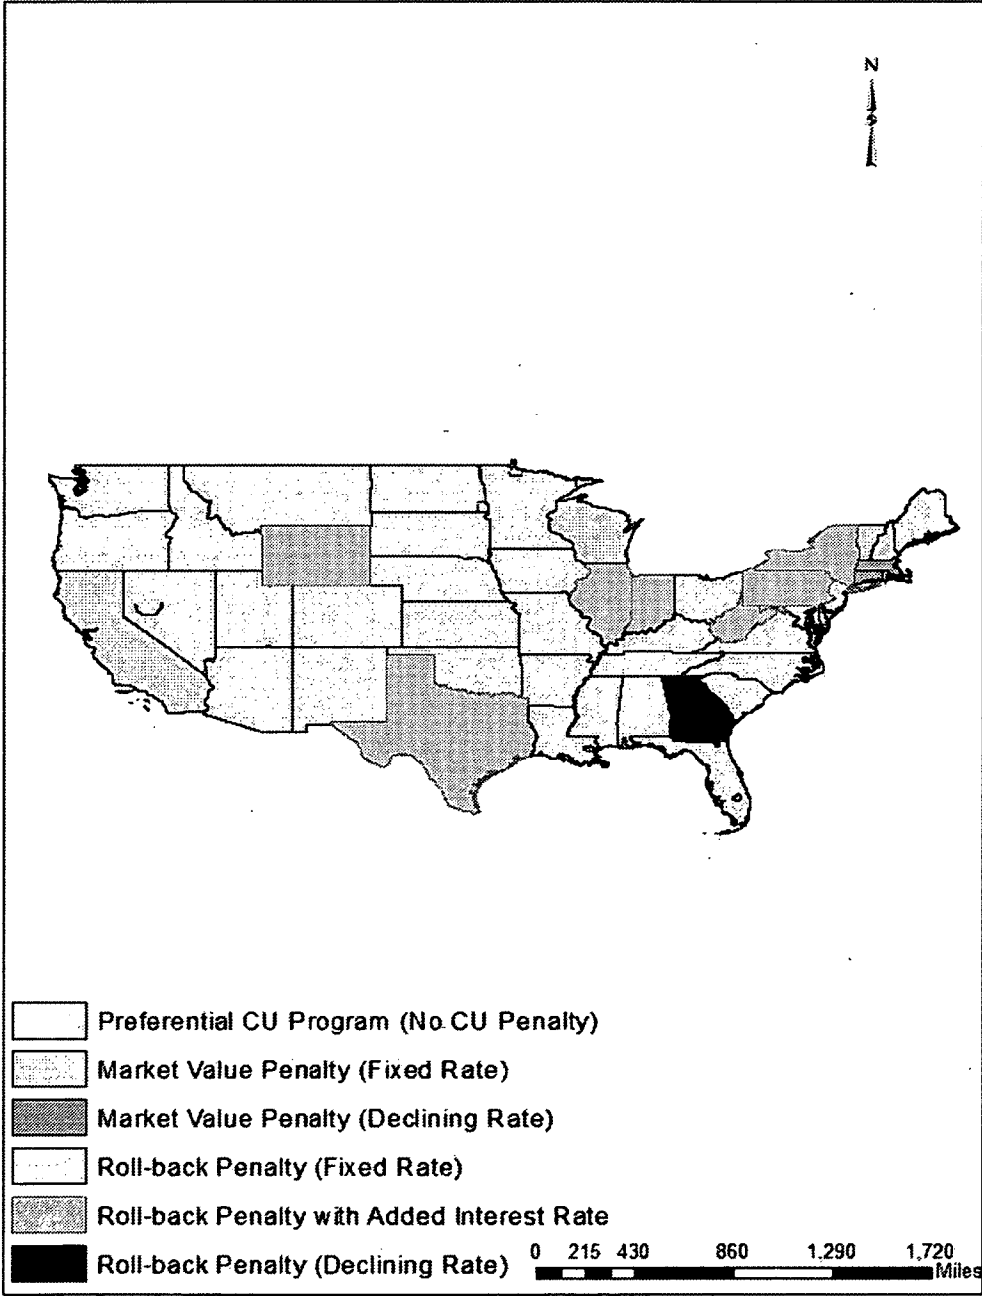 N
Preferential CU Program (No CU Penalty)
Market Value Penalty (Fixed Rate)
Market Value Penalty (Declining Rate)
Roll-back Penalty (Fixed Rate)
Roll-back Penalty with Added Interest Rate
Roll-back Penalty (Declining Rate)
0 215 430 860 1,290 1,720
Miles